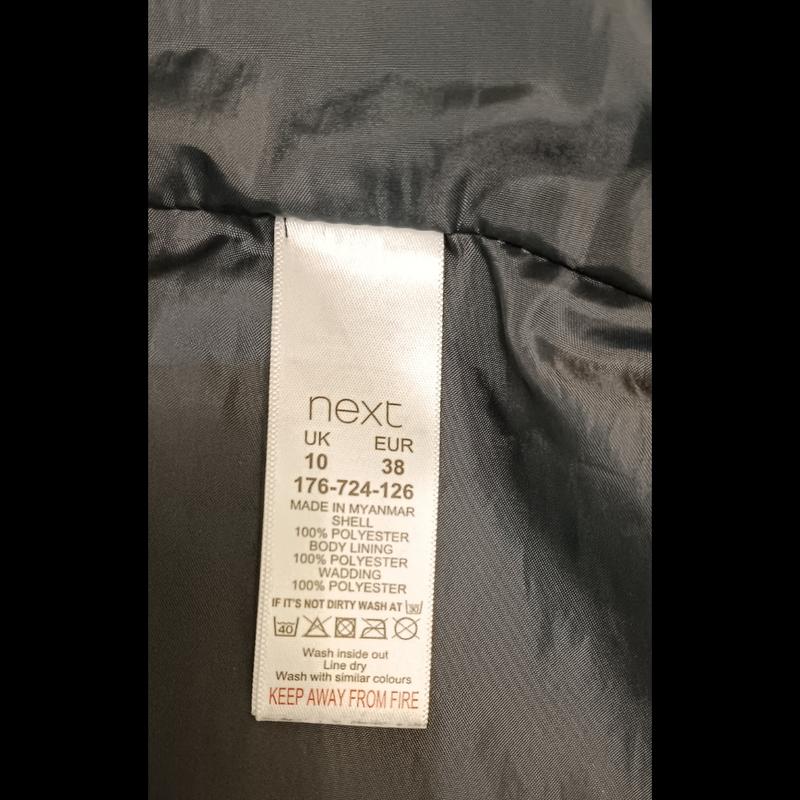 next
UK EUR
10 38
176-724-126
MADE IN MYANMAR
SHELL
100% POLYESTER
BODY LINING
100% POLYESTER
WADDING
100% POLYESTER
IF IT'S NOT DIRTY WASH AT 30
40
Wash inside out
Line dry
Wash with similar colours
KEEP AWAY FROM FIRE